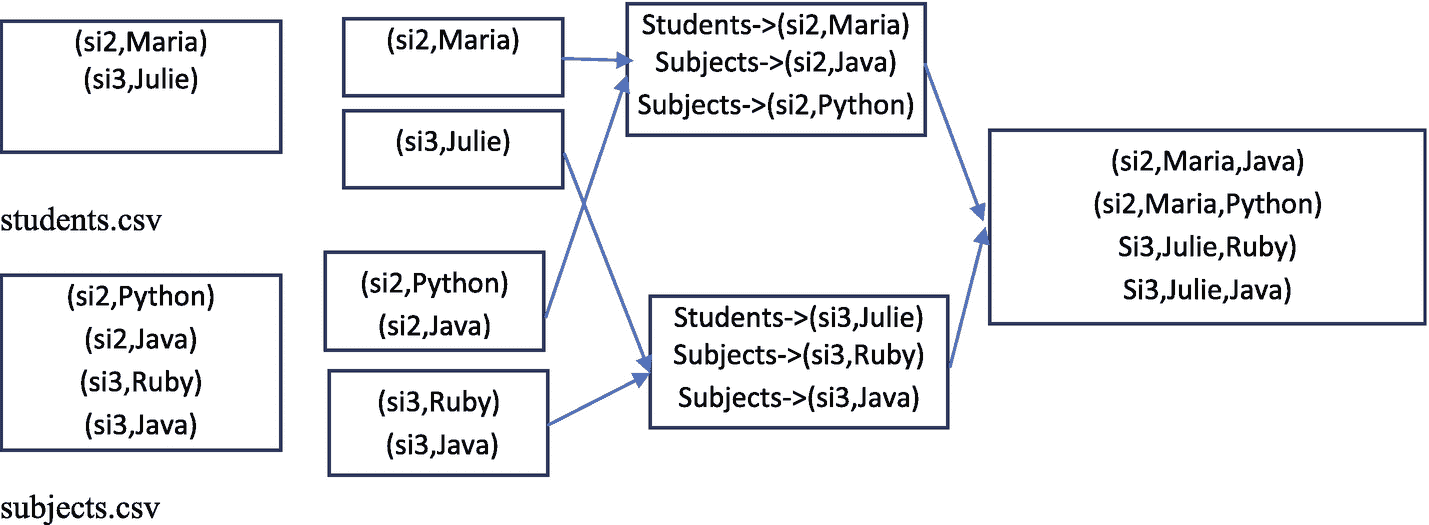 (si2,Maria)
(si3,Julie)
students.csv
(si2,Python)
(si2,Java)
(si3,Ruby)
(si3,Java)
subjects.csv
(si2,Maria)
(si3,Julie)
(si2,Python)
(si2,Java)
(si3,Ruby)
(si3,Java)
Students->(si2,Maria)
Subjects->(si2,Java)
Subjects->(si2,Python)
Students->(si3,Julie)
Subjects->(si3,Ruby)
Subjects->(si3,Java)
(si2,Maria,Java)
(si2,Maria,Python)
Si3,Julie,Ruby)
Si3,Julie,Java)